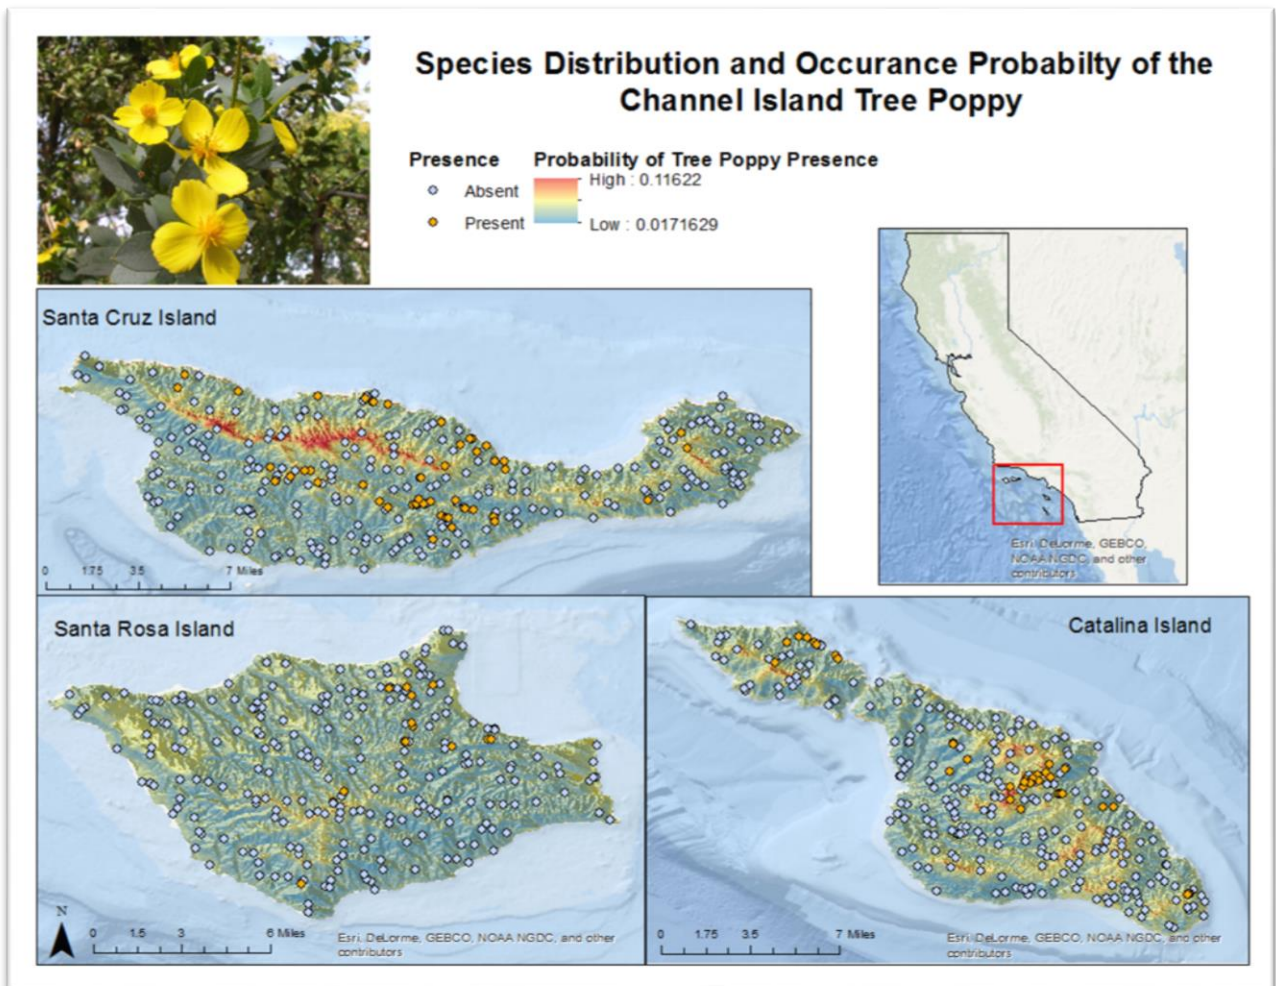 Species Distribution and Occurance Probabilty of the
Channel Island Tree Poppy
Presence
Absent
Present
Probability of Tree Poppy Presence
High : 0.11622
Low : 0.0171629
Esri, DeLorme, GEBCO,
NOAA NGDC, and other
contributors
Santa Cruz Island
0 1.75 3.5 7 Miles
Santa Rosa Island
N
0 1.5 3 6 Miles
Esri, DeLorme, GEBCO, NOAA NGDC, and other
contributors
Catalina Island
0 1.75 3.5 7 Miles
Esri, DeLorme, GEBCO, NOAA NGDC, and other
contributors